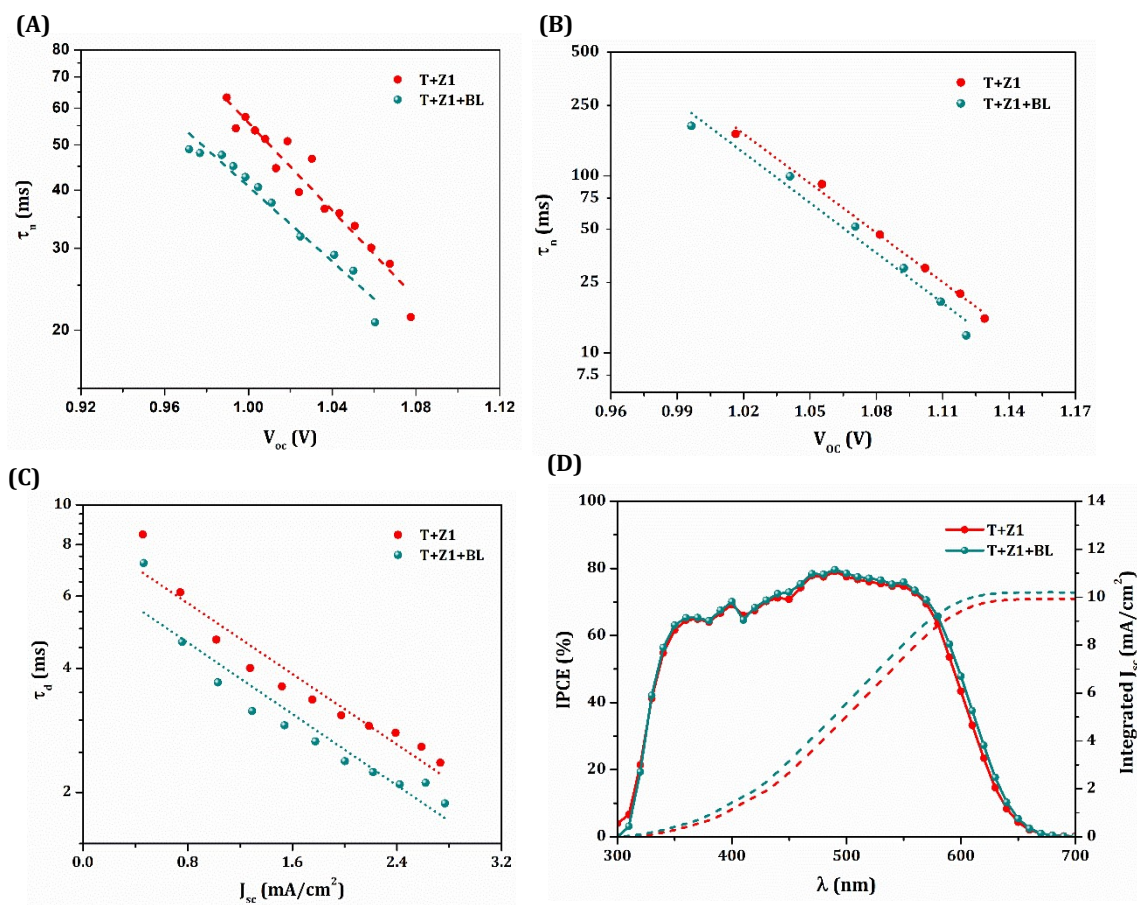 (A)
80
70
60
50
40
30
20
τn (ms)
0.92 0.96 1.00 1.04 1.08 1.12
Voc (V)
T+Z1
T+Z1+BL
(B)
500
250
100
75
50
25
10
7.5
τn (ms)
0.96 0.99 1.02 1.05 1.08 1.11 1.14 1.17
Voc (V)
T+Z1
T+Z1+BL
(C)
10
8
6
4
2
τd (ms)
0.0 0.8 1.6 2.4 3.2
Jsc (mA/cm²)
T+Z1
T+Z1+BL
(D)
100
80
60
40
20
0
IPCE (%)
300 400 500 600 700
λ (nm)
14
12
10
8
6
4
2
0
Integrated Jsc (mA/cm²)
T+Z1
T+Z1+BL